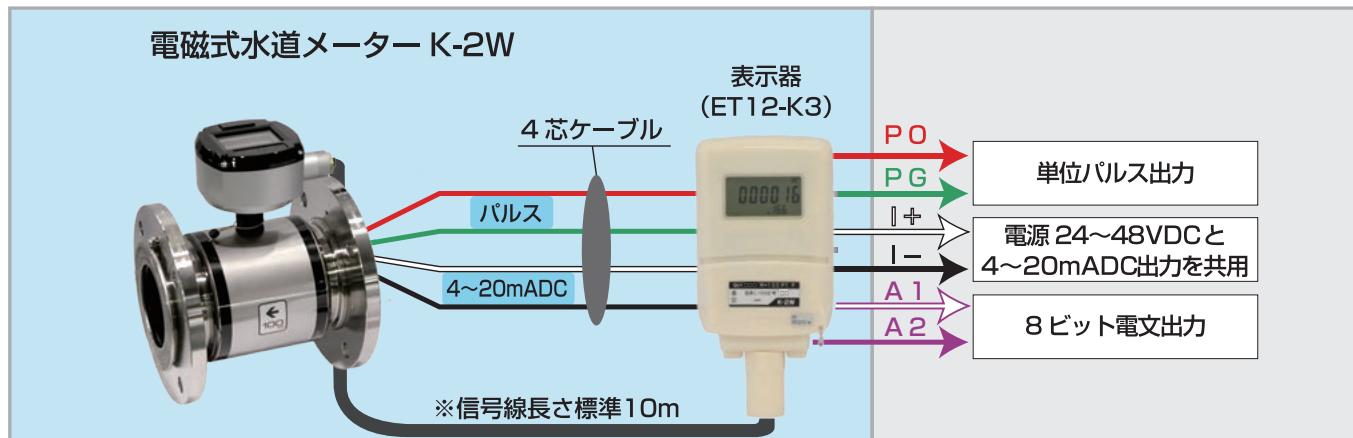 電磁式水道メーター K-2W
表示器
（ET12-K3）
4芯ケーブル
パルス
4～20mADC
※信号線長さ標準10m
100
000016
K-2W
PO
PG
I+
I−
A1
A2
単位パルス出力
電源 24～48VDCと
4～20mADC出力を共用
8ビット電文出力